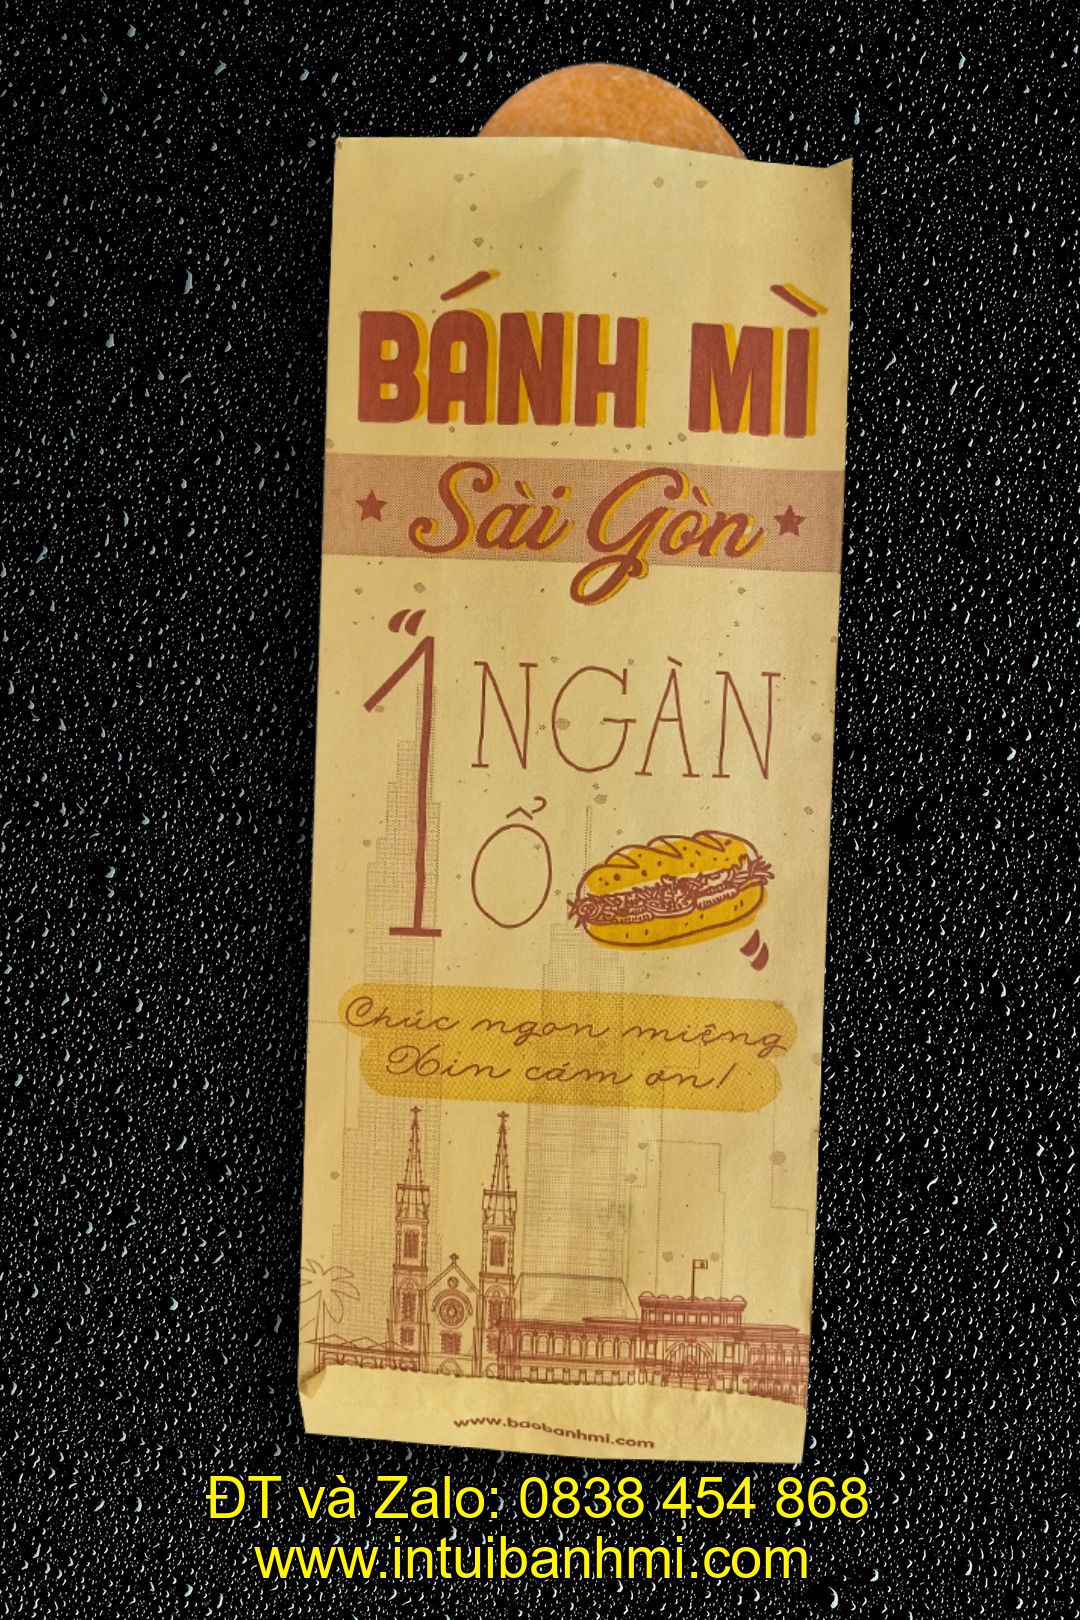 BÁNH MÌ
Sài Gòn
"1 NGÀN
Ổ"
Chúc ngon miệng
Xin cám ơn!
www.baobanhmi.com
ĐT và Zalo: 0838 454 868
www.intuibanhmi.com